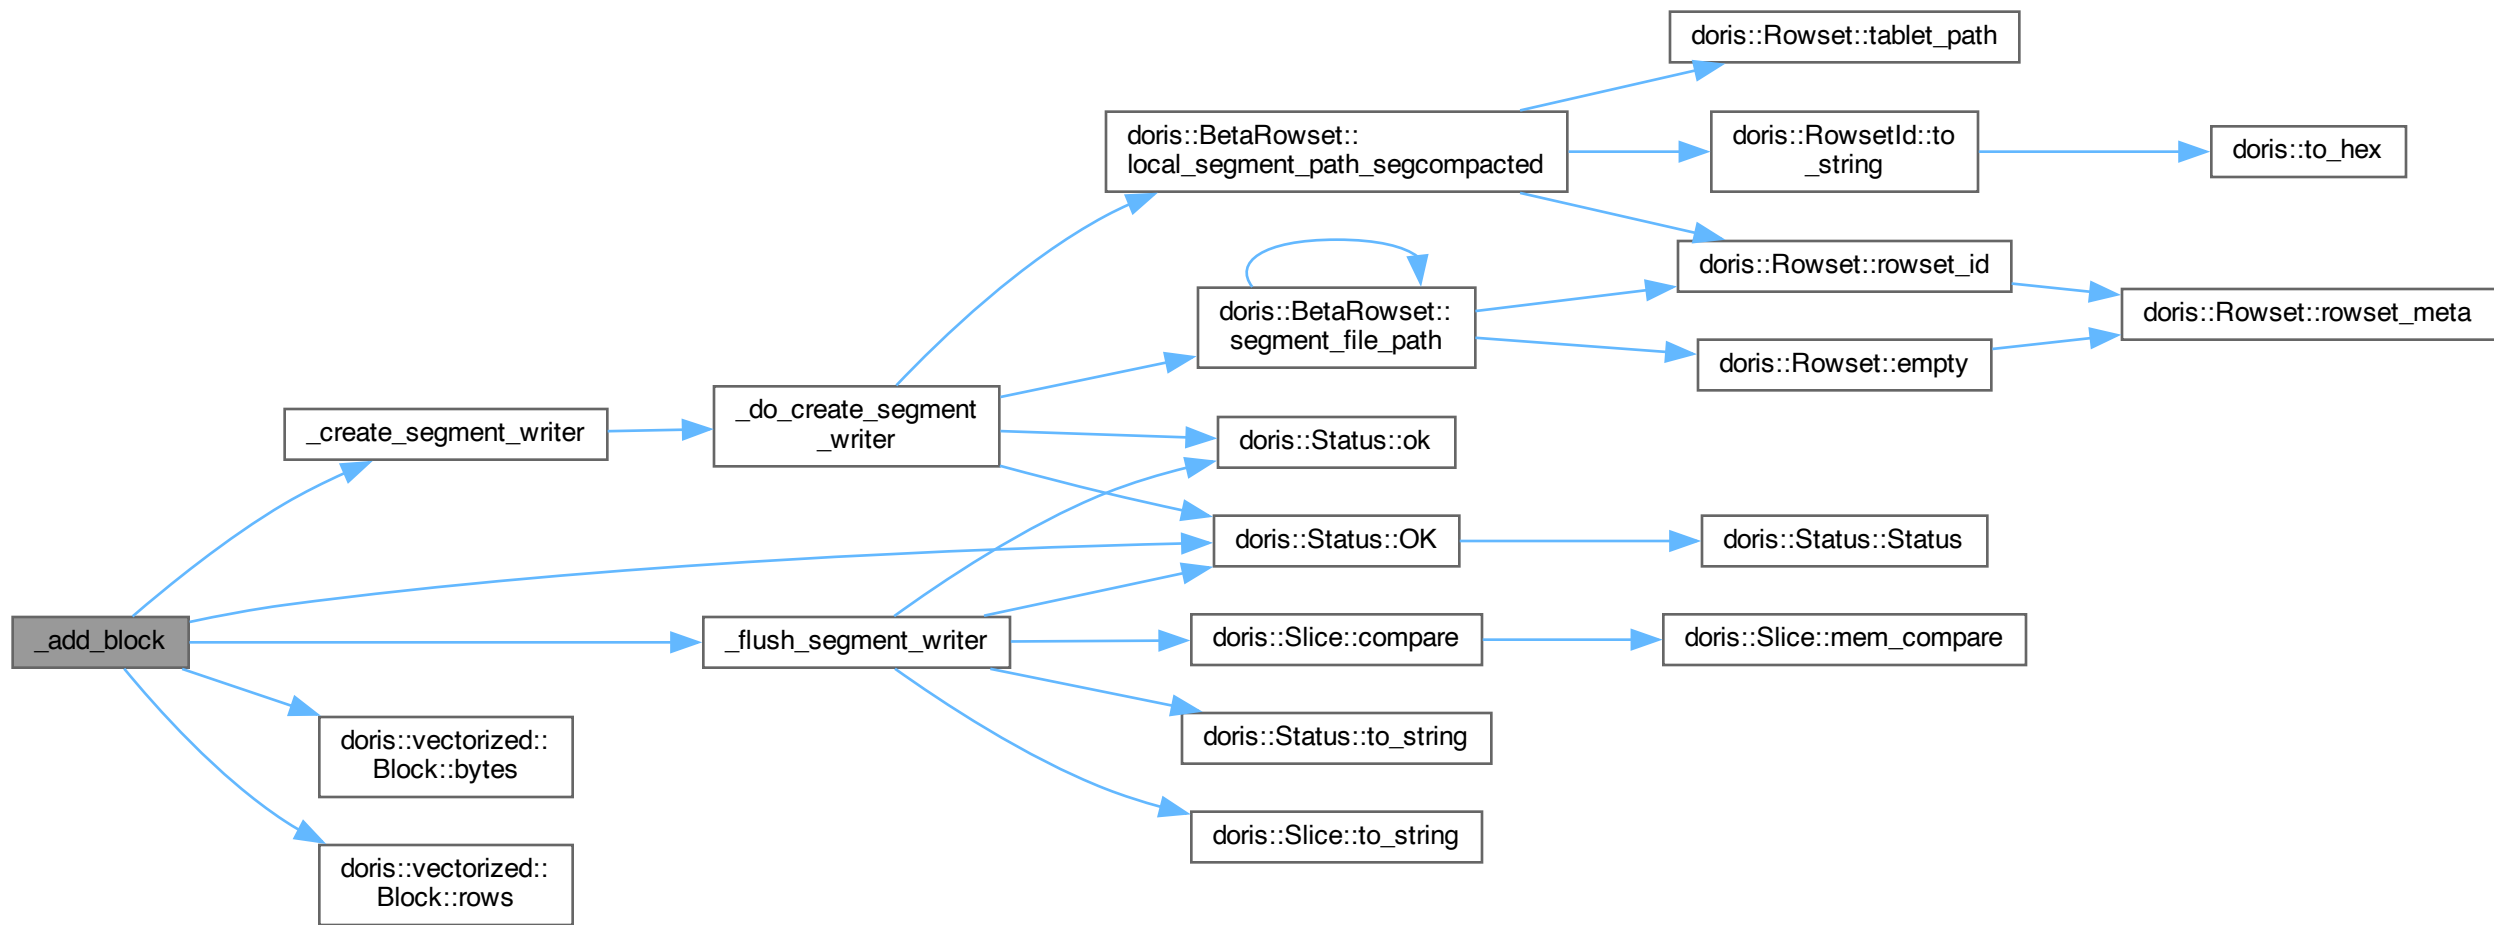 _add_block
_create_segment_writer
_do_create_segment
_writer
doris::BetaRowset::
local_segment_path_segcompacted
doris::Rowset::tablet_path
doris::RowsetId::to
_string
doris::to_hex
doris::Rowset::rowset_id
doris::Rowset::rowset_meta
doris::BetaRowset::
segment_file_path
doris::Rowset::empty
doris::Status::ok
doris::Status::OK
doris::Status::Status
_flush_segment_writer
doris::Slice::compare
doris::Slice::mem_compare
doris::Status::to_string
doris::Slice::to_string
doris::vectorized::
Block::bytes
doris::vectorized::
Block::rows